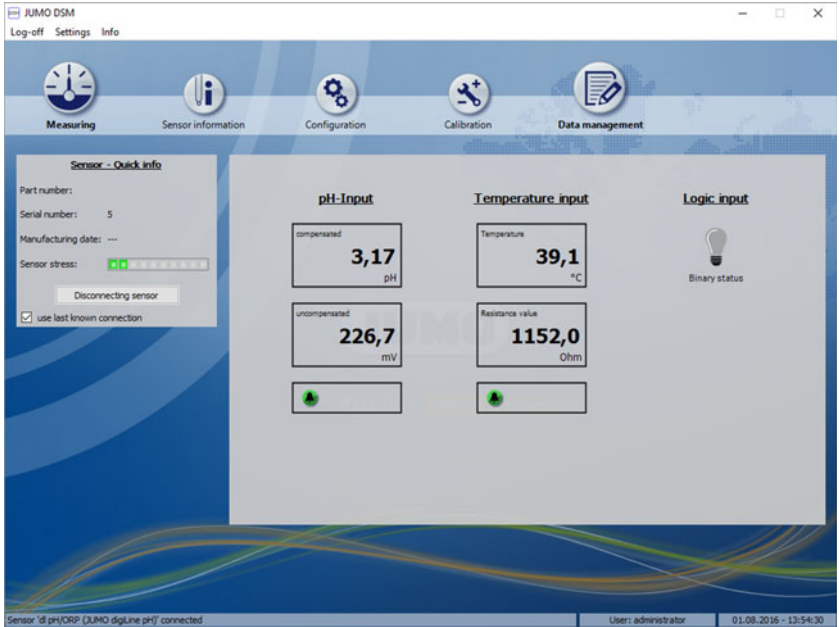 JUMO DSM
Log-off Settings Info
Measuring
Sensor information
Configuration
Calibration
Data management
Sensor - Quick info
Part number:
Serial number: 5
Manufacturing date: ---
Sensor stress:
Disconnecting sensor
use last known connection
pH-Input
compensated
3,17
pH
uncompensated
226,7
mV
Temperature input
Temperature
39,1
°C
Resistance value
1152,0
Ohm
Logic input
Binary status
JUMO
Sensor 'dl pH/ORP (JUMO digiLine pH)' connected
User: administrator
01.08.2016 - 13:54:30